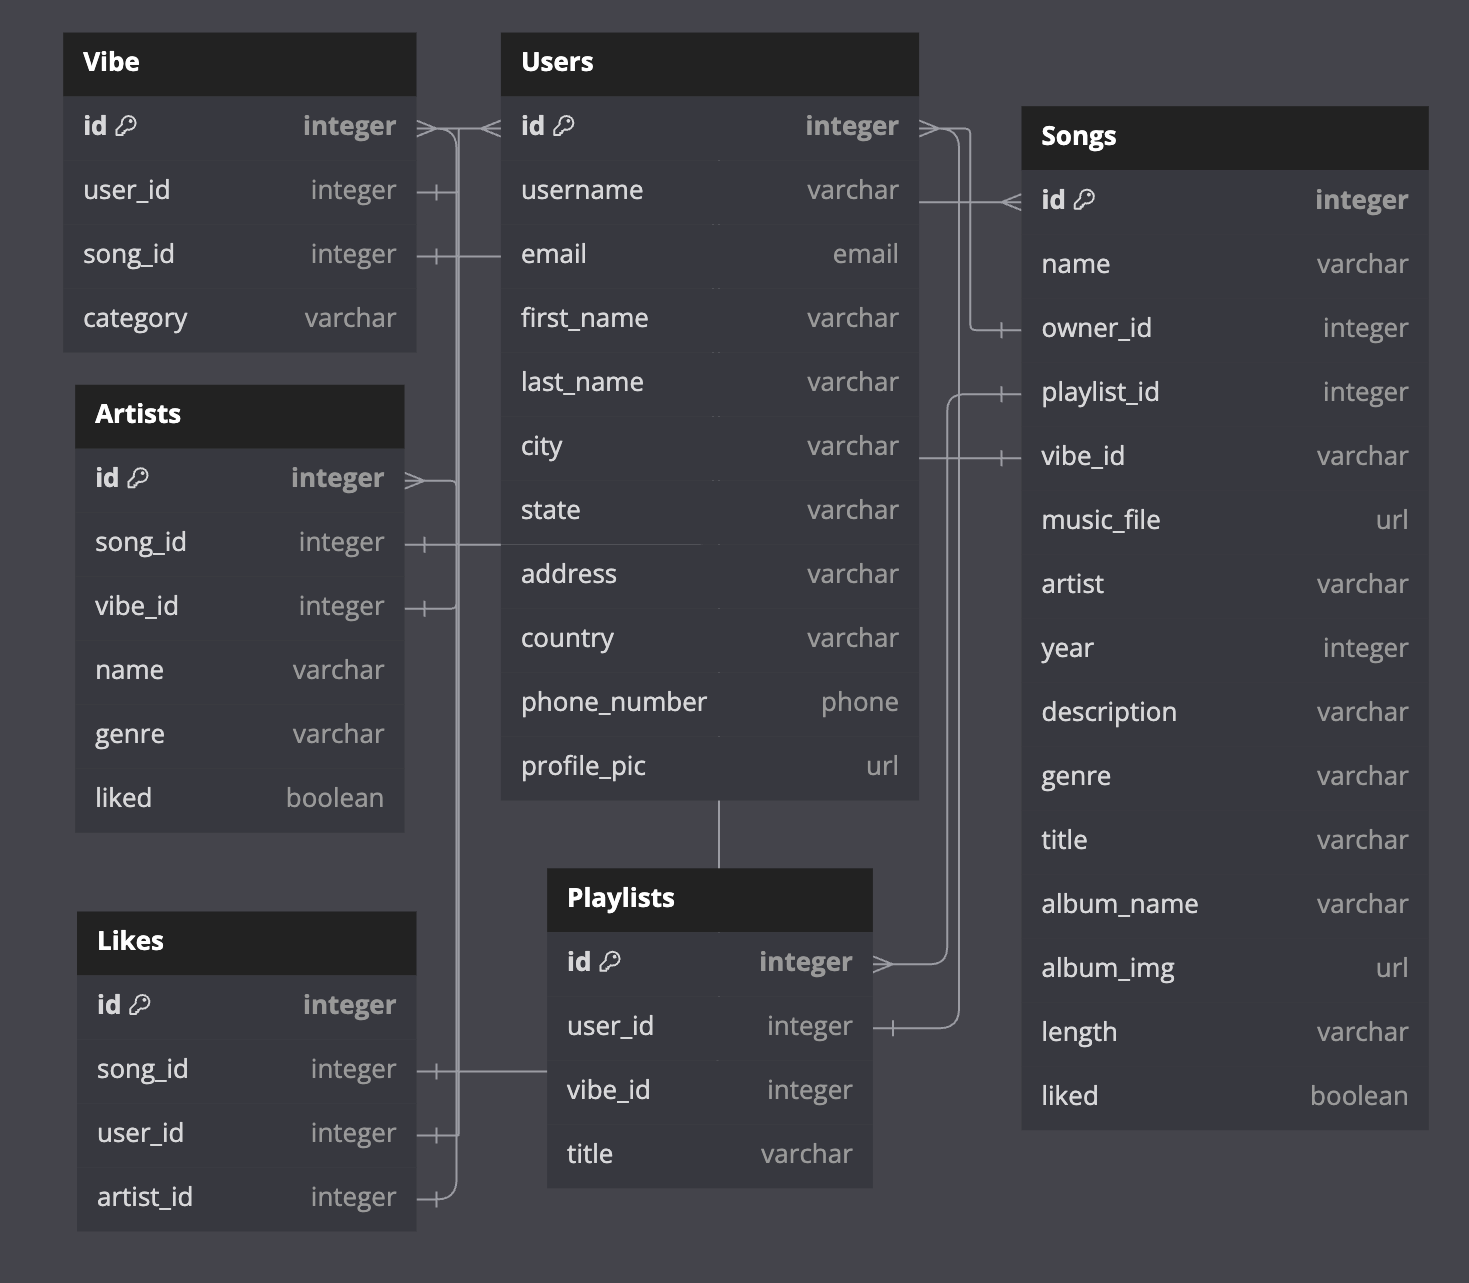 Vibe
id integer
user_id integer
song_id integer
category varchar
Users
id integer
username varchar
email email
first_name varchar
last_name varchar
city varchar
state varchar
address varchar
country varchar
phone_number phone
profile_pic url
Songs
id integer
name varchar
owner_id integer
playlist_id integer
vibe_id varchar
music_file url
artist varchar
year integer
description varchar
genre varchar
title varchar
album_name varchar
album_img url
length varchar
liked boolean
Artists
id integer
song_id integer
vibe_id integer
name varchar
genre varchar
liked boolean
Likes
id integer
song_id integer
user_id integer
artist_id integer
Playlists
id integer
user_id integer
vibe_id integer
title varchar